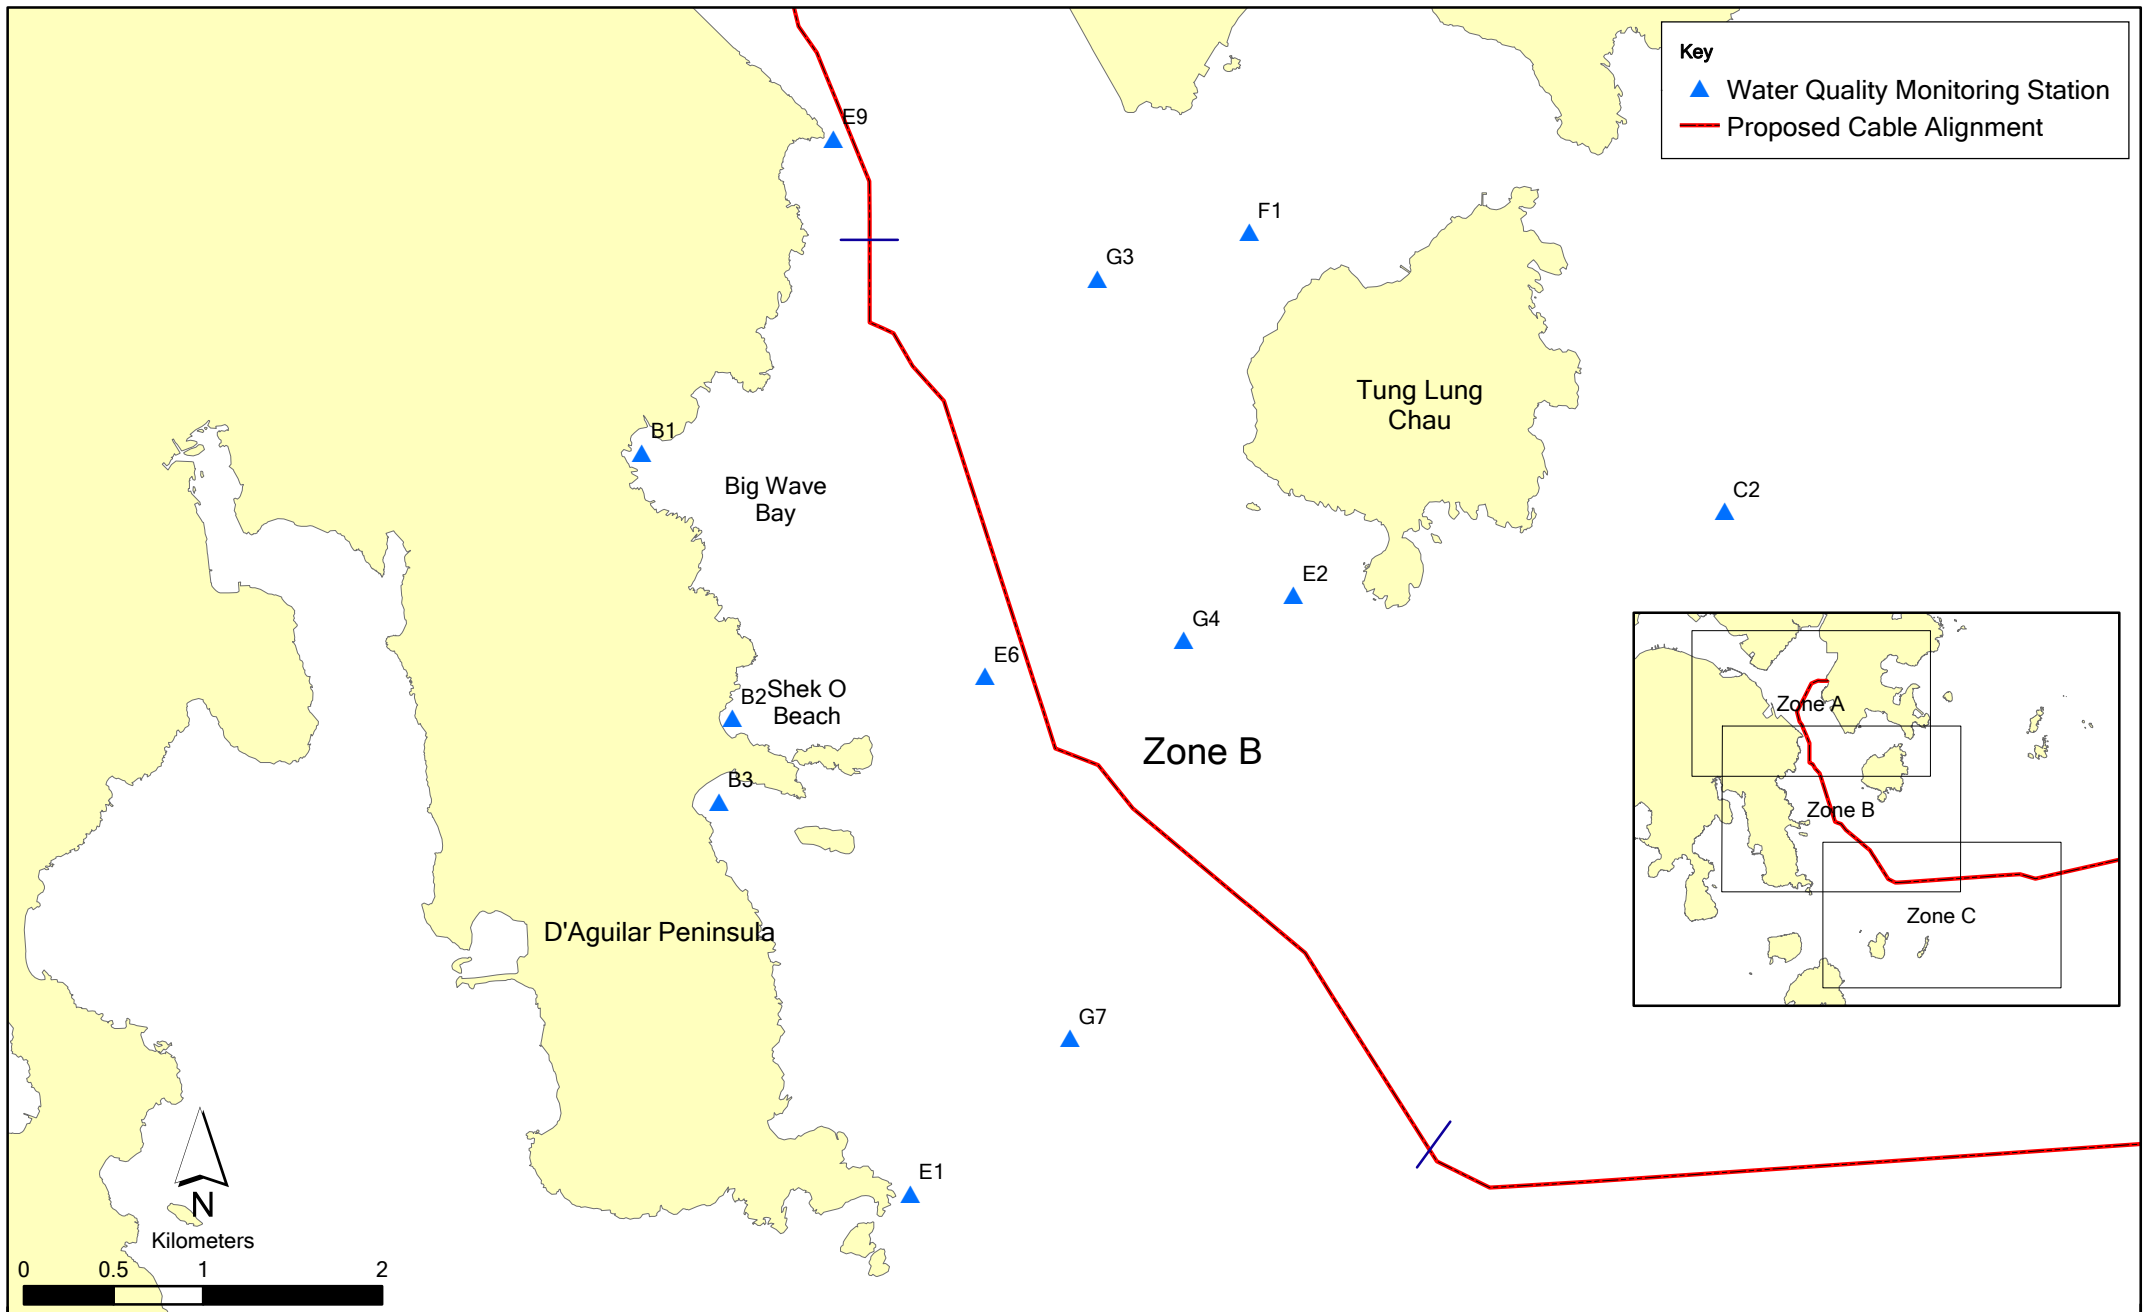 Key
Water Quality Monitoring Station
Proposed Cable Alignment
E9
F1
G3
Tung Lung
Chau
B1
Big Wave
Bay
C2
E2
G4
E6
B2
Shek O
Beach
Zone B
B3
D'Aguilar Peninsula
G7
E1
Zone A
Zone B
Zone C
N
Kilometers
0 0.5 1 2